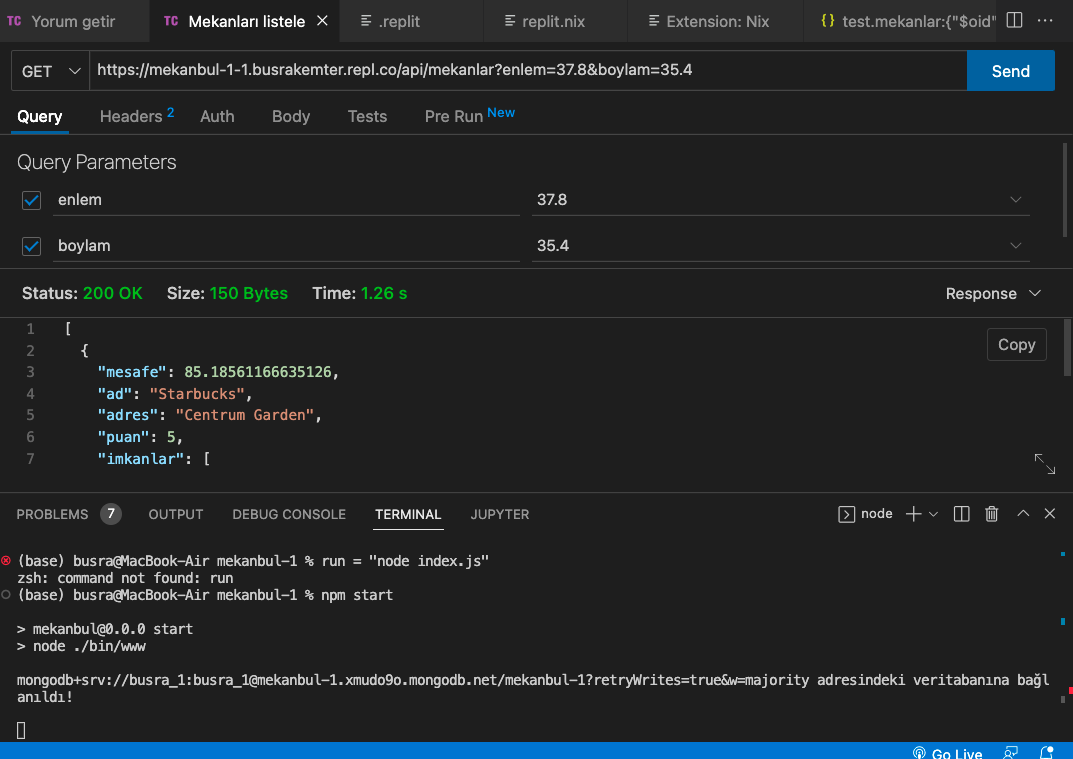 TC Yorum getir
TC Mekanları listele
.replit
replit.nix
Extension: Nix
{} test.mekanlar:{"$oid"
GET
https://mekanbul-1-1.busrakemter.repl.co/api/mekanlar?enlem=37.8&boylam=35.4
Send
Query
Headers 2
Auth
Body
Tests
Pre Run New
Query Parameters
enlem 37.8
boylam 35.4
Status: 200 OK Size: 150 Bytes Time: 1.26 s
Response
1 [
2 {
Copy
3 "mesafe": 85.18561166635126,
4 "ad": "Starbucks",
5 "adres": "Centrum Garden",
6 "puan": 5,
7 "imkanlar": [
PROBLEMS 7 OUTPUT DEBUG CONSOLE TERMINAL JUPYTER
node
(base) busra@MacBook-Air mekanbul-1 % run = "node index.js"
zsh: command not found: run
(base) busra@MacBook-Air mekanbul-1 % npm start
> mekanbul@0.0.0 start
> node ./bin/www
mongodb+srv://busra_1:busra_1@mekanbul-1.xmudo9o.mongodb.net/mekanbul-1?retryWrites=true&w=majority adresindeki veritabanına bağl
anıldı!
Go Live